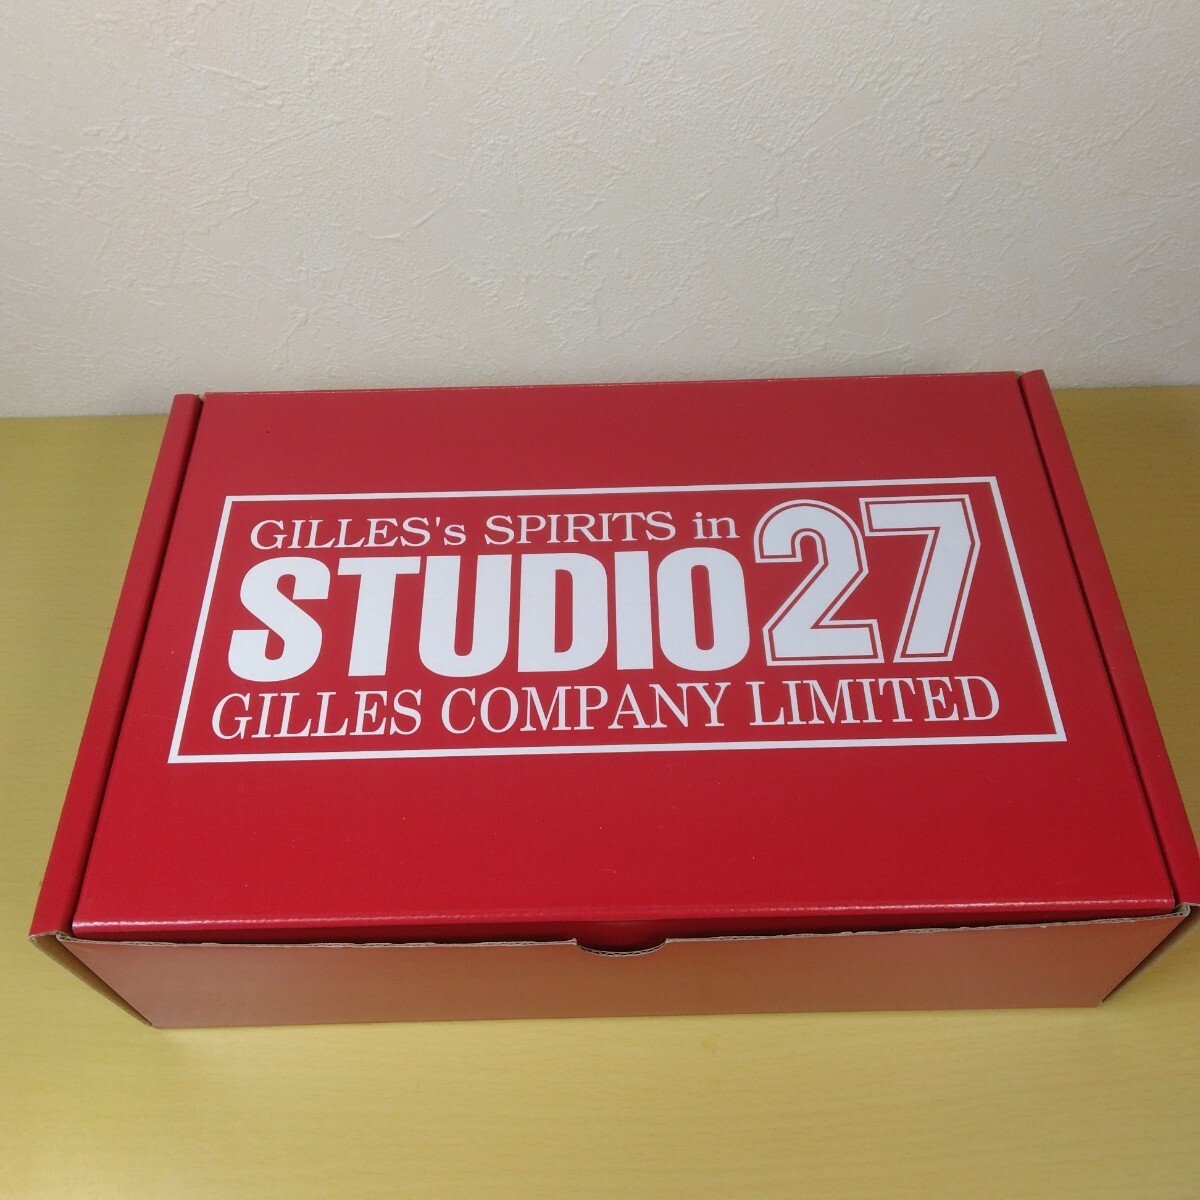 GILLES's SPIRITS in
STUDIO27
GILLES COMPANY LIMITED